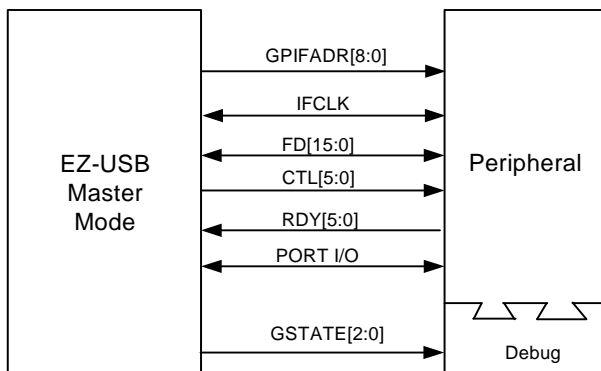 EZ-USB
Master
Mode
GPIFADR[8:0]
IFCLK
FD[15:0]
CTL[5:0]
RDY[5:0]
PORT I/O
GSTATE[2:0]
Peripheral
Debug